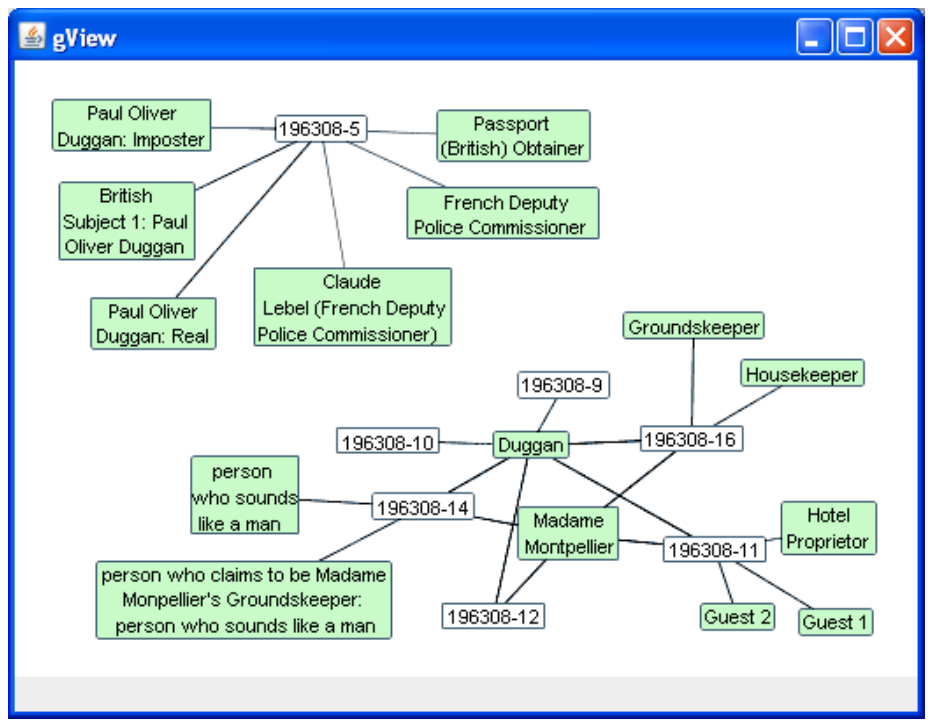 gView
Paul Oliver
Duggan: Imposter
196308-5
Passport
(British) Obtainer
British
Subject 1: Paul
Oliver Duggan
French Deputy
Police Commissioner
Paul Oliver
Duggan: Real
Claude
Lebel (French Deputy
Police Commissioner)
Groundskeeper
Housekeeper
196308-9
196308-10
Duggan
196308-16
person
who sounds
like a man
196308-14
Madame
Montpellier
196308-11
Hotel
Proprietor
person who claims to be Madame
Monpellier's Groundskeeper:
person who sounds like a man
196308-12
Guest 2
Guest 1